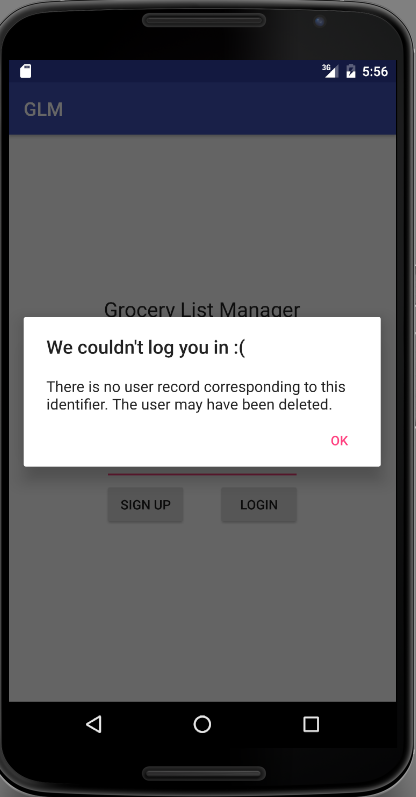 3G 5:56
GLM
Grocery List Manager
We couldn't log you in :(
There is no user record corresponding to this
identifier. The user may have been deleted.
OK
SIGN UP LOGIN